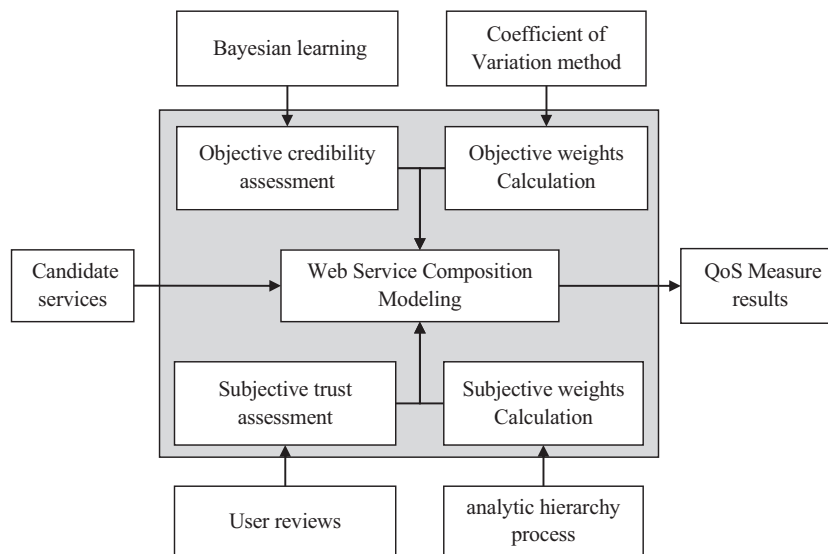 Bayesian learning
Coefficient of
Variation method
Objective credibility
assessment
Objective weights
Calculation
Candidate
services
Web Service Composition
Modeling
QoS Measure
results
Subjective trust
assessment
Subjective weights
Calculation
User reviews
analytic hierarchy
process